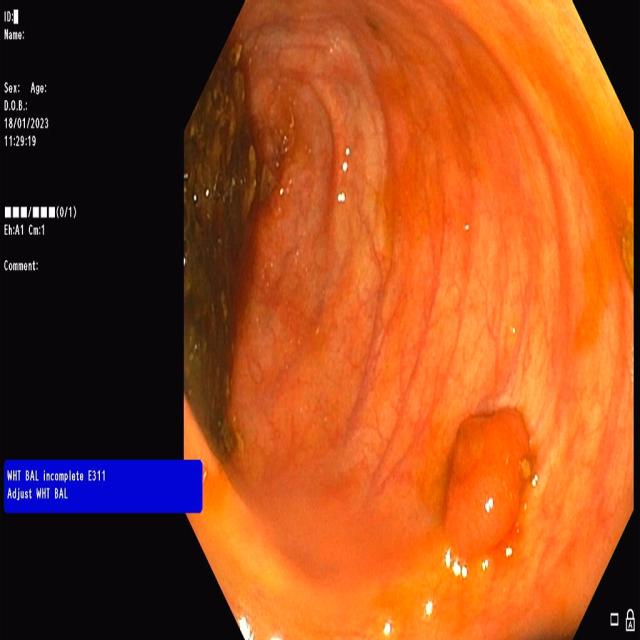 ID:
Name:
Sex: Age:
D.O.B.:
18/01/2023
11:29:19
■■■/■■■(0/1)
Eh:A1 Cm:1
Comment:
WHT BAL incomplete E311
Adjust WHT BAL
A